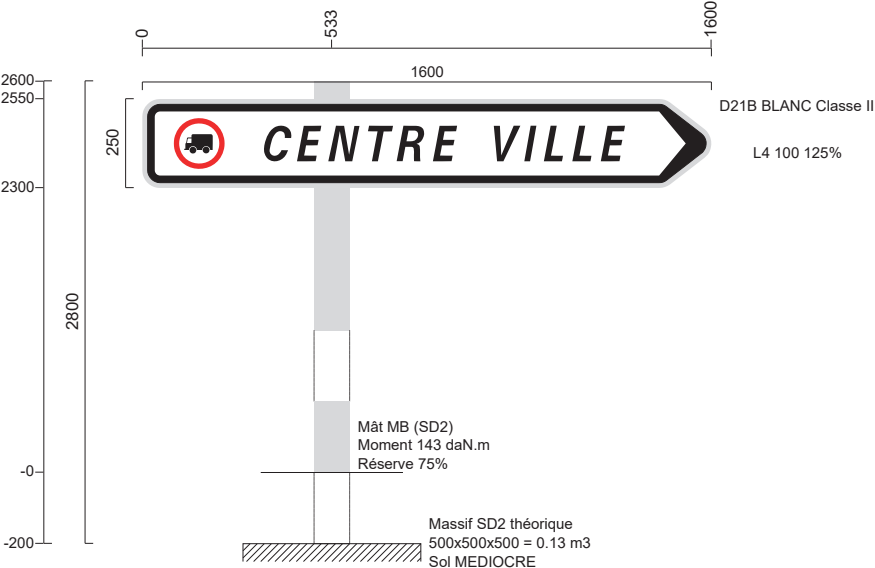 0
533
1600
1600
2600
2550
D21B BLANC Classe II
250
CENTRE VILLE
L4 100 125%
2300
2800
Mât MB (SD2)
Moment 143 daN.m
Réserve 75%
-0
Massif SD2 théorique
500x500x500 = 0.13 m3
Sol MEDIOCRE
-200